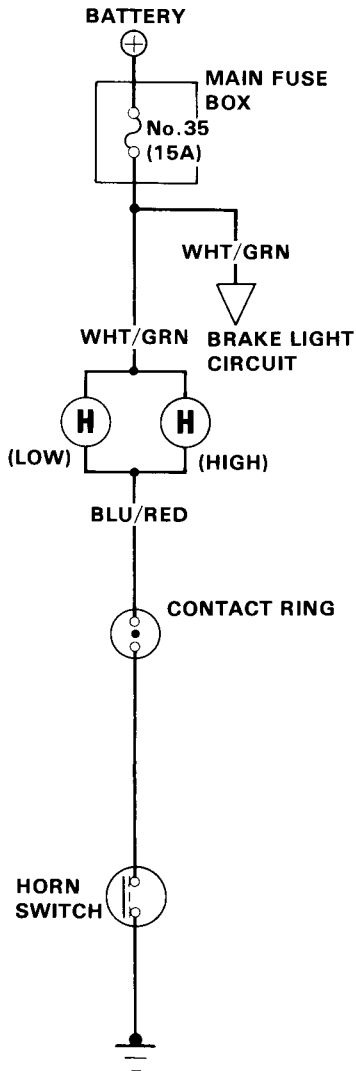 BATTERY
MAIN FUSE
BOX
No.35
(15A)
WHT/GRN
WHT/GRN
BRAKE LIGHT
CIRCUIT
H
H
(LOW)
(HIGH)
BLU/RED
CONTACT RING
HORN
SWITCH